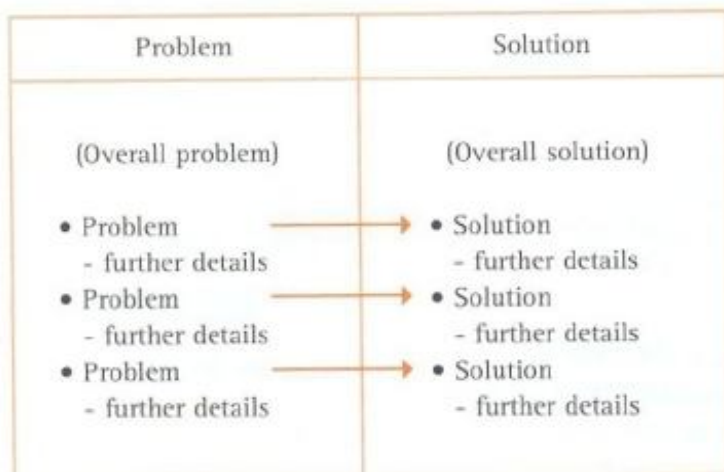 Problem Solution
(Overall problem) (Overall solution)
• Problem • Solution
- further details - further details
• Problem • Solution
- further details - further details
• Problem • Solution
- further details - further details